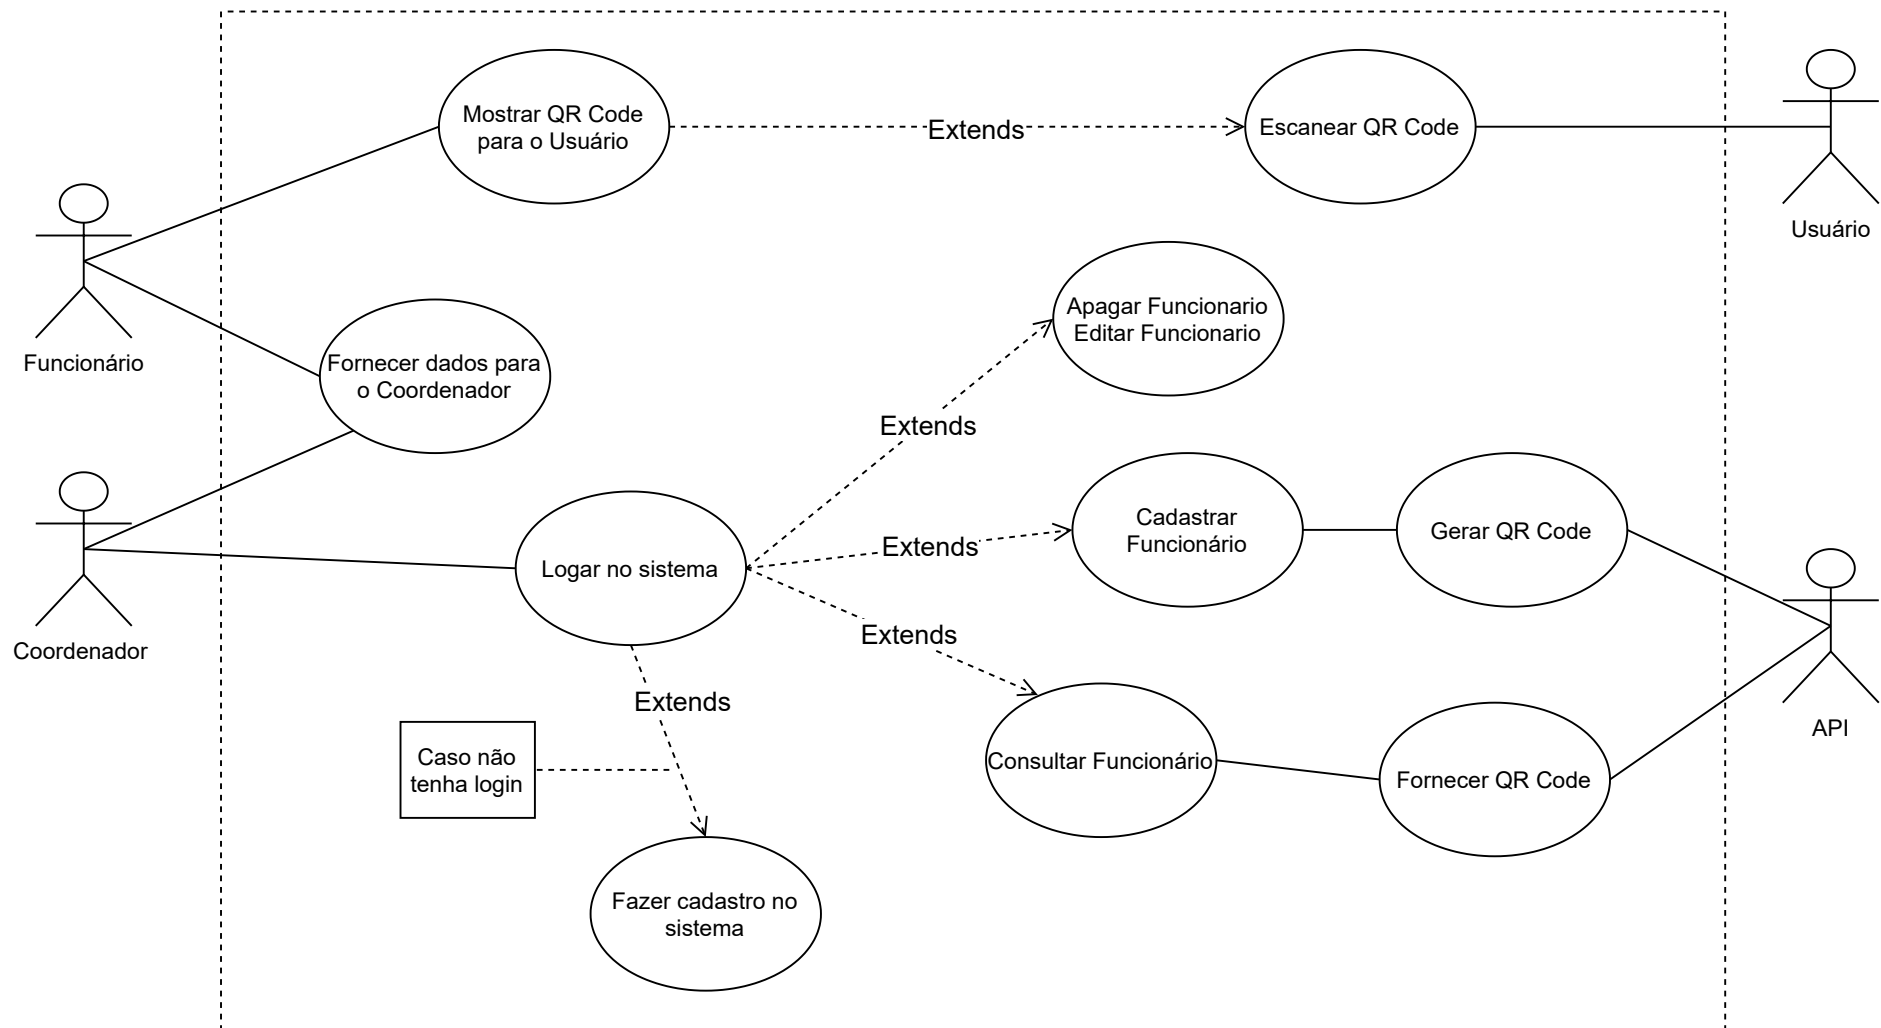 Mostrar QR Code
para o Usuário
Extends
Escanear QR Code
Usuário
Funcionário
Apagar Funcionario
Editar Funcionario
Fornecer dados para
o Coordenador
Extends
Cadastrar
Funcionário
Gerar QR Code
Extends
Logar no sistema
Coordenador
Extends
Extends
API
Caso não
tenha login
Consultar Funcionário
Fornecer QR Code
Fazer cadastro no
sistema